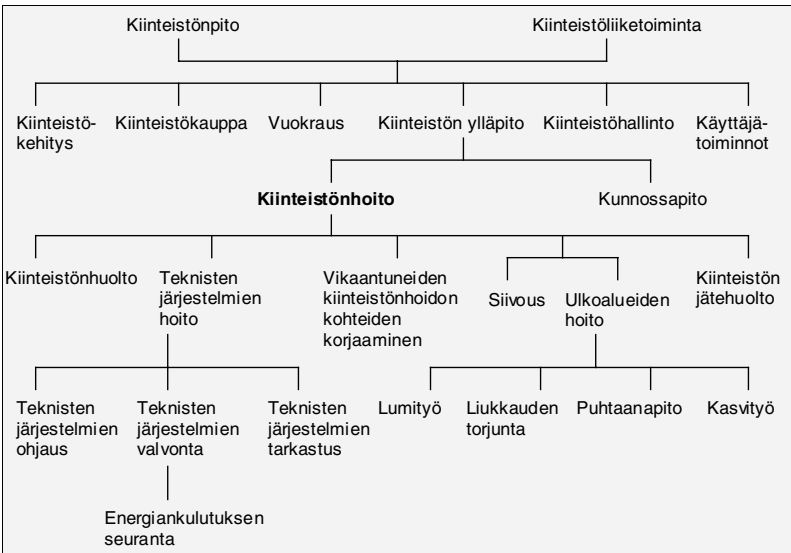 Kiinteistönpito
Kiinteistöliiketoiminta
Kiinteistö-
kehitys
Kiinteistökauppa
Vuokraus
Kiinteistön ylläpito
Kiinteistöhallinto
Käyttäjä-
toiminnot
Kiinteistönhoito
Kunnossapito
Kiinteistönhuolto
Teknisten
järjestelmien
hoito
Vikaantuneiden
kiinteistönhoidon
kohteiden
korjaaminen
Siivous
Ulkoalueiden
hoito
Kiinteistön
jätehuolto
Teknisten
järjestelmien
ohjaus
Teknisten
järjestelmien
valvonta
Teknisten
järjestelmien
tarkastus
Lumityö
Liukkauden
torjunta
Puhtaanapito
Kasvityö
Energiankulutuksen
seuranta